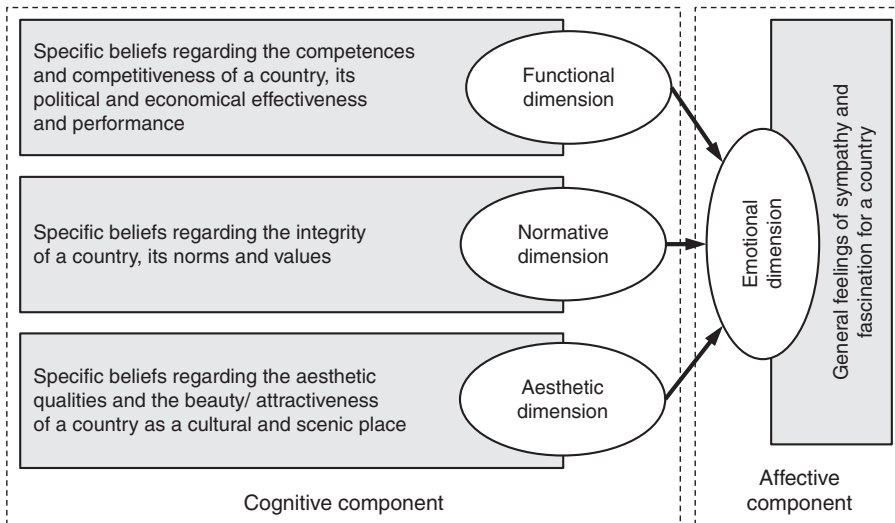 Specific beliefs regarding the competences
and competitiveness of a country, its
political and economical effectiveness
and performance
Functional
dimension
Specific beliefs regarding the integrity
of a country, its norms and values
Normative
dimension
Specific beliefs regarding the aesthetic
qualities and the beauty/ attractiveness
of a country as a cultural and scenic place
Aesthetic
dimension
Cognitive component
Emotional
dimension
General feelings of sympathy and
fascination for a country
Affective
component